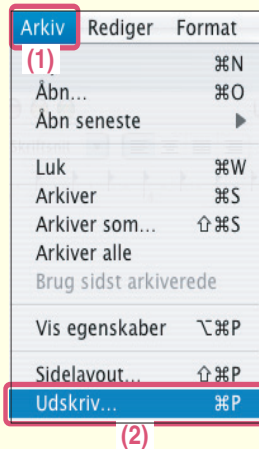 Arkiv Rediger Format
(1)
⌘N
Åbn... ⌘O
Åbn seneste ▶
Luk ⌘W
Arkiver ⌘S
Arkiver som... ⇧⌘S
Arkiver alle
Brug sidst arkiverede
Vis egenskaber ⌥⌘P
Sidelayout... ⇧⌘P
Udskriv... ⌘P
(2)